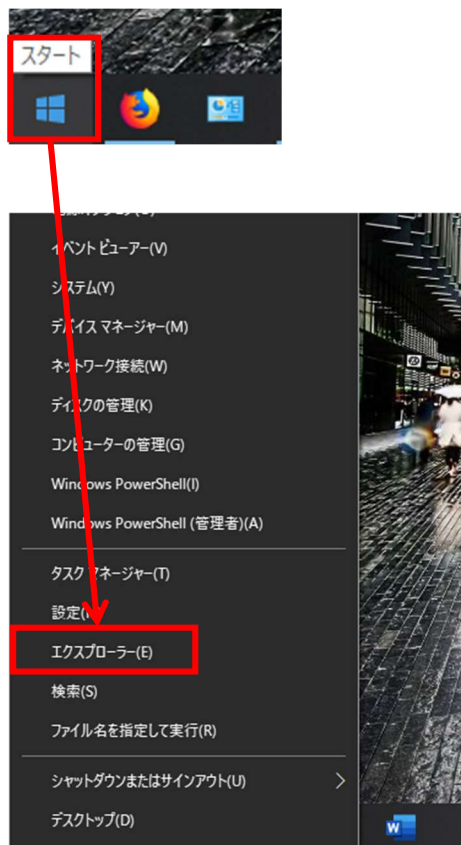 スタート
イベント ビューアー(V)
システム(Y)
デバイス マネージャー(M)
ネットワーク接続(W)
ディスクの管理(K)
コンピューターの管理(G)
Windows PowerShell(I)
Windows PowerShell (管理者)(A)
タスク マネージャー(T)
設定(
エクスプローラー(E)
検索(S)
ファイル名を指定して実行(R)
シャットダウンまたはサインアウト(U)
デスクトップ(D)
W